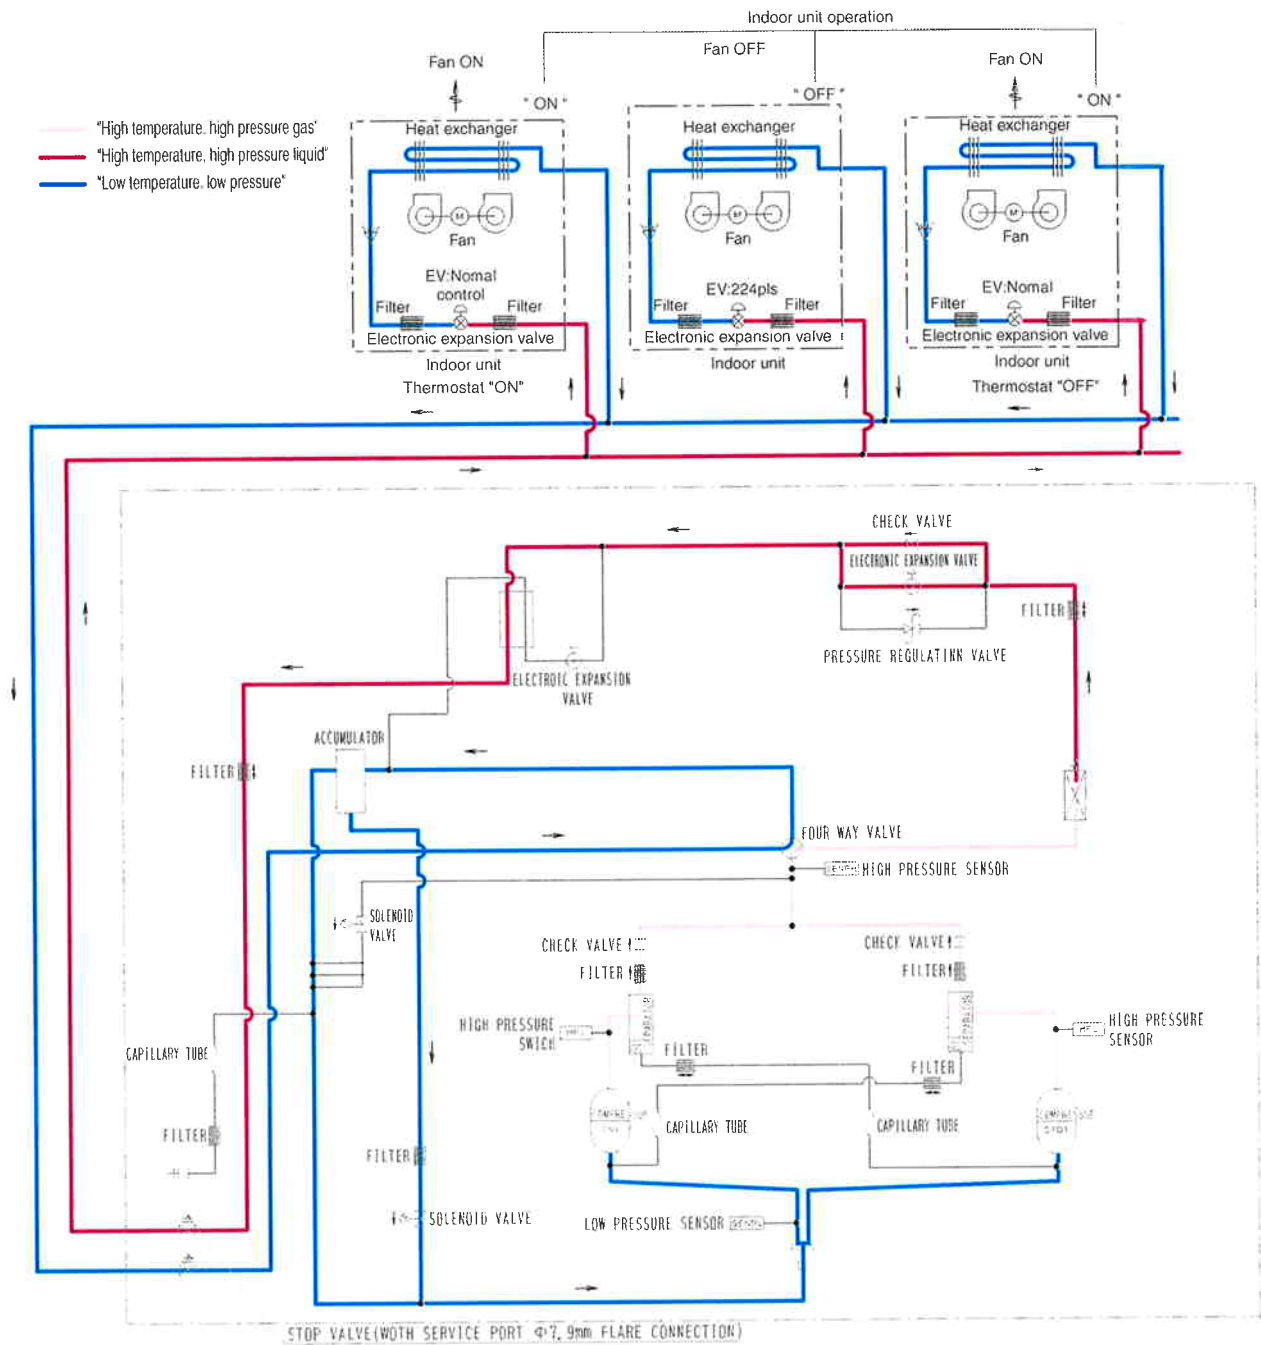 Indoor unit operation
Fan OFF
Fan ON
Fan ON
" ON "
" OFF "
" ON "
"High temperature, high pressure gas"
"High temperature, high pressure liquid"
"Low temperature, low pressure"
Heat exchanger
Heat exchanger
Heat exchanger
M
M
M
Fan
Fan
Fan
EV:Nomal
control
EV:224pls
EV:Nomal
Filter
Filter
Filter
Filter
Filter
Filter
Electronic expansion valve
Electronic expansion valve
Electronic expansion valve
Indoor unit
Thermostat "ON"
Indoor unit
Indoor unit
Thermostat "OFF"
CHECK VALVE
ELECTRONIC EXPANSION VALVE
FILTER
PRESSURE REGULATINN VALVE
ELECTROIC EXPANSION
VALVE
ACCUMULATOR
FILTER
FOUR WAY VALVE
HIGH PRESSURE SENSOR
SOLENOID
VALVE
CHECK VALVE
CHECK VALVE
FILTER
FILTER
HIGH PRESSURE
SWICH
HIGH PRESSURE
SENSOR
CAPILLARY TUBE
FILTER
FILTER
CAPILLARY TUBE
CAPILLARY TUBE
FILTER
FILTER
SOLENOID VALVE
LOW PRESSURE SENSOR
STOP VALVE(WOTH SERVICE PORT Φ7.9mm FLARE CONNECTION)